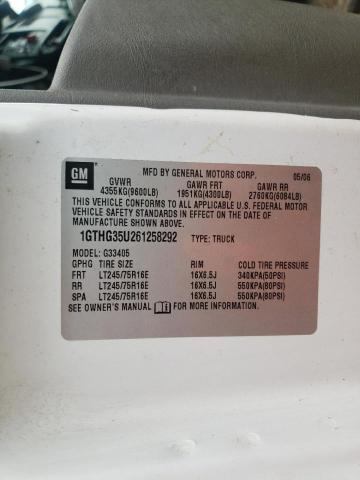 GM
MFD BY GENERAL MOTORS CORP. 05/06
GVWR GAWR FRT GAWR RR
4355KG(9600LB) 1951KG(4300LB) 2760KG(6084LB)
THIS VEHICLE CONFORMS TO ALL APPLICABLE U.S. FEDERAL MOTOR
VEHICLE SAFETY STANDARDS IN EFFECT ON THE DATE OF
MANUFACTURE SHOWN ABOVE.
1GTHG35U261258292 TYPE: TRUCK
MODEL: G33405
GPHG TIRE SIZE RIM COLD TIRE PRESSURE
FRT LT245/75R16E 16X6.5J 340KPA(50PSI)
RR LT245/75R16E 16X6.5J 550KPA(80PSI)
SPA LT245/75R16E 16X6.5J 550KPA(80PSI)
SEE OWNER'S MANUAL FOR MORE INFORMATION.